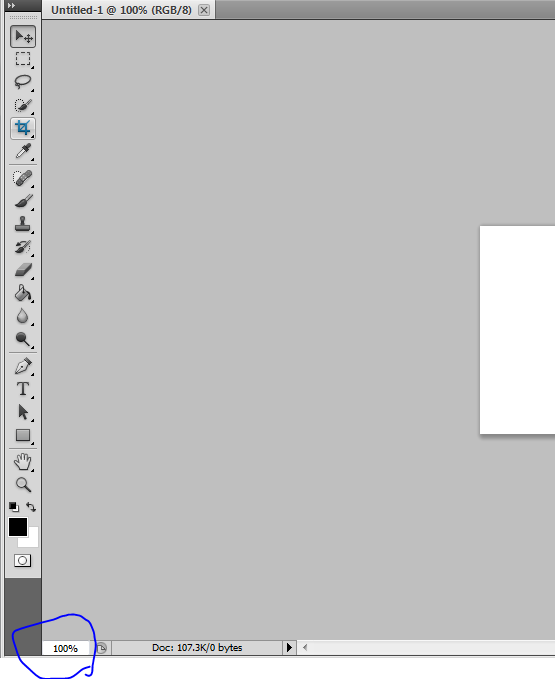 Untitled-1 @ 100% (RGB/8)
T
100%
Doc: 107.3K/0 bytes